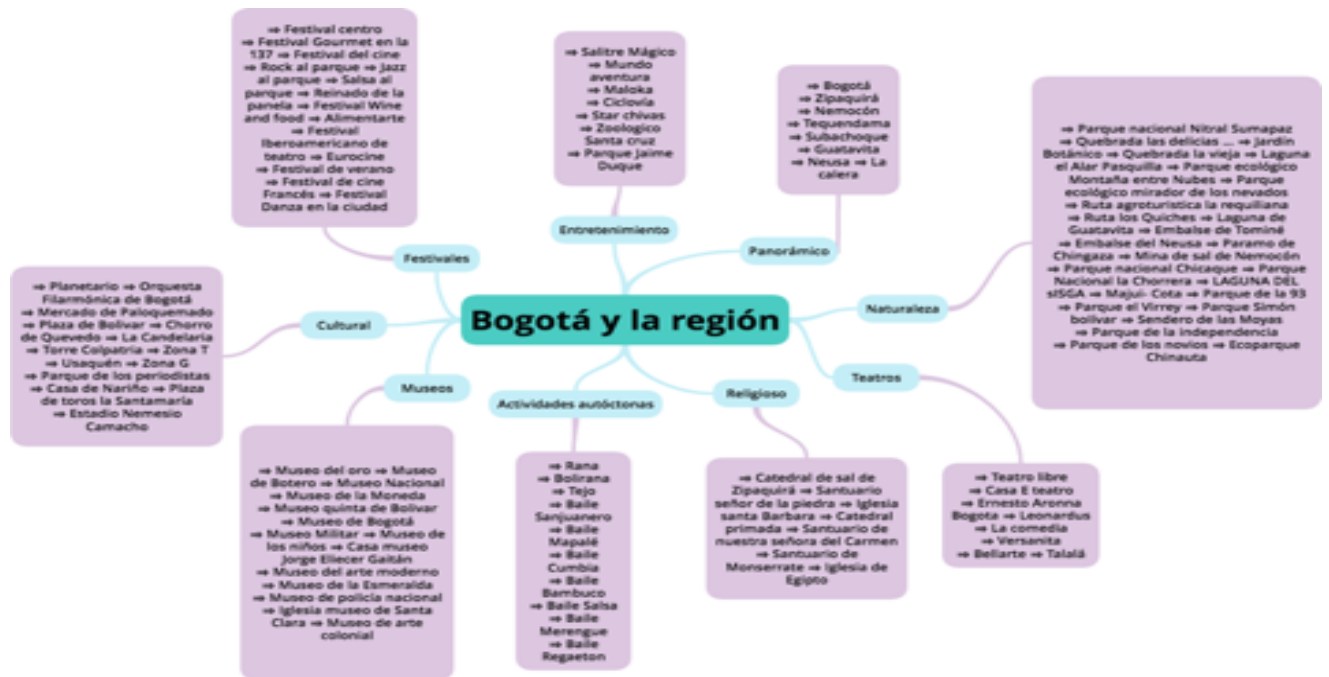 ⇒ Festival centro
⇒ Festival Gourmet en la
137 ⇒ Festival del cine
⇒ Rock al parque ⇒ Jazz
al parque ⇒ Salsa al
parque ⇒ Reinado de la
panela ⇒ Festival Wine
and food ⇒ Alimentarte
⇒ Festival
Iberoamericano de
teatro ⇒ Eurocine
⇒ Festival de verano
⇒ Festival de cine
Francés ⇒ Festival
Danza en la ciudad
Festivales
⇒ Salitre Mágico
⇒ Mundo
aventura
⇒ Maloka
⇒ Ciclovía
⇒ Star chivas
⇒ Zoologico
Santa cruz
⇒ Parque Jaime
Duque
Entretenimiento
⇒ Bogotá
⇒ Zipaquirá
⇒ Nemocón
⇒ Tequendama
⇒ Subachoque
⇒ Guatavita
⇒ Neusa ⇒ La
calera
Panorámico
⇒ Parque nacional Nitral Sumapaz
⇒ Quebrada las delicias ... ⇒ Jardín
Botánico ⇒ Quebrada la vieja ⇒ Laguna
el Alar Pasquilla ⇒ Parque ecológico
Montaña entre Nubes ⇒ Parque
ecológico mirador de los nevados
⇒ Ruta agroturistica la requiliana
⇒ Ruta los Quiches ⇒ Laguna de
Guatavita ⇒ Embalse de Tominé
⇒ Embalse del Neusa ⇒ Paramo de
Chingaza ⇒ Mina de sal de Nemocón
⇒ Parque nacional Chicaque ⇒ Parque
Nacional la Chorrera ⇒ LAGUNA DEL
sISGA ⇒ Majui- Cota ⇒ Parque de la 93
⇒ Parque el Virrey ⇒ Parque Simón
bolívar ⇒ Sendero de las Moyas
⇒ Parque de la independencia
⇒ Parque de los novios ⇒ Ecoparque
Chinauta
Naturaleza
Bogotá y la región
⇒ Planetario ⇒ Orquesta
Filarmónica de Bogotá
⇒ Mercado de Paloquemado
⇒ Plaza de Bolivar ⇒ Chorro
de Quevedo ⇒ La Candelaria
⇒ Torre Colpatria ⇒ Zona T
⇒ Usaquén ⇒ Zona G
⇒ Parque de los periodistas
⇒ Casa de Nariño ⇒ Plaza
de toros la Santamaría
⇒ Estadio Nemesio
Camacho
Cultural
Museos
⇒ Museo del oro ⇒ Museo
de Botero ⇒ Museo Nacional
⇒ Museo de la Moneda
⇒ Museo quinta de Bolivar
⇒ Museo de Bogotá
⇒ Museo Militar ⇒ Museo de
los niños ⇒ Casa museo
Jorge Eliecer Gaitán
⇒ Museo del arte moderno
⇒ Museo de la Esmeralda
⇒ Museo de policía nacional
⇒ Iglesia museo de Santa
Clara ⇒ Museo de arte
colonial
Actividades autóctonas
⇒ Rana
⇒ Bolirana
⇒ Tejo
⇒ Baile
Sanjuanero
⇒ Baile
Mapalé
⇒ Baile
Cumbia
⇒ Baile
Bambuco
⇒ Baile Salsa
⇒ Baile
Merengue
⇒ Baile
Regaeton
Religioso
⇒ Catedral de sal de
Zipaquirá ⇒ Santuario
señor de la piedra ⇒ Iglesia
santa Barbara ⇒ Catedral
primada ⇒ Santuario de
nuestra señora del Carmen
⇒ Santuario de
Monserrate ⇒ Iglesia de
Egipto
Teatros
⇒ Teatro libre
⇒ Casa E teatro
⇒ Ernesto Aronna
Bogota ⇒ Leonardus
⇒ La comedia
⇒ Versanita
⇒ Bellarte ⇒ Talalá